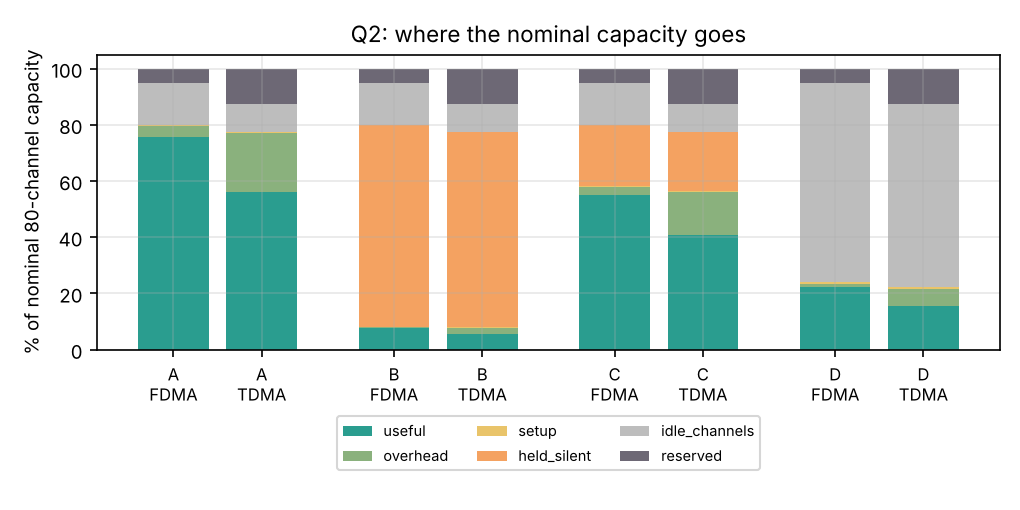 Q2: where the nominal capacity goes
% of nominal 80-channel capacity
100
80
60
40
20
0
A A B B C C D D
FDMA TDMA FDMA TDMA FDMA TDMA FDMA TDMA
useful setup idle_channels
overhead held_silent reserved